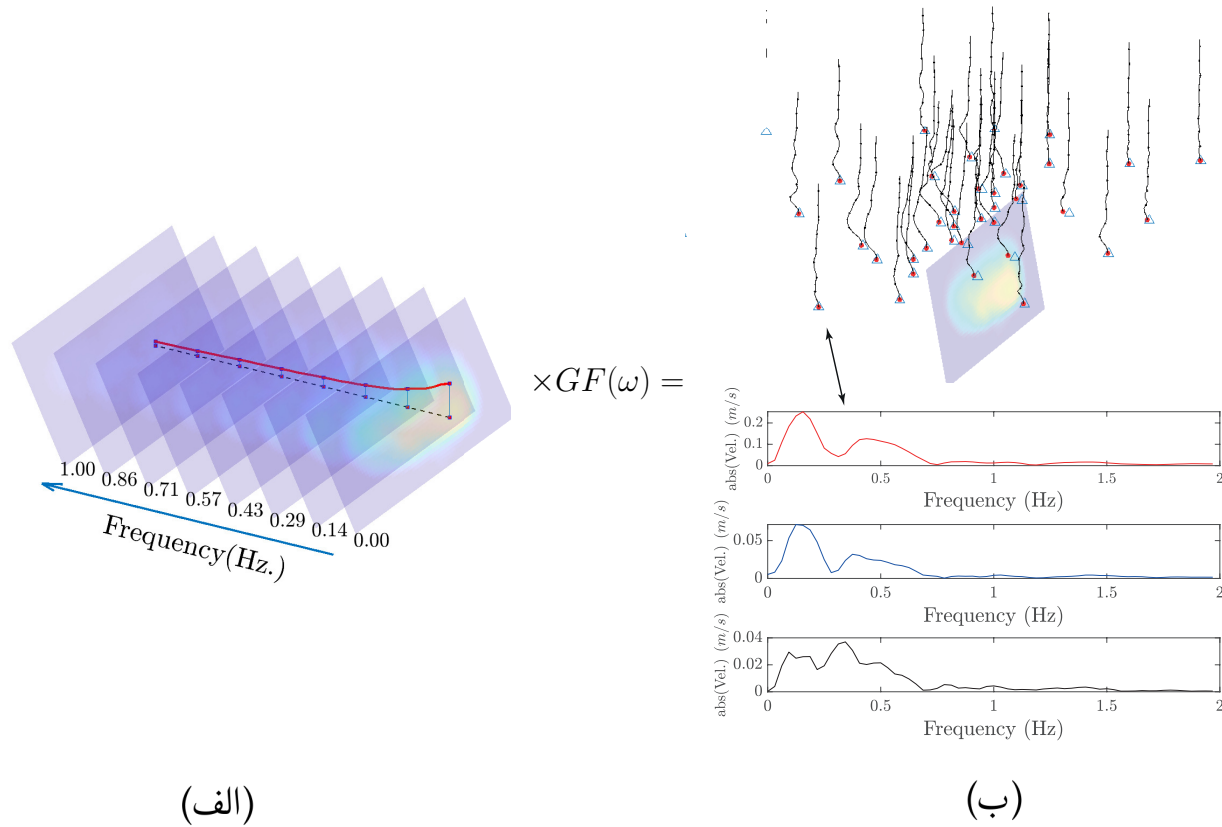 1.00
0.86
0.71
0.57
0.43
0.29
0.14
0.00
Frequency(Hz.)
(الف)
×GF(ω) =
abs(Vel.) (m/s)
0.2
0.1
0
0 0.5 1 1.5 2
Frequency (Hz)
abs(Vel.) (m/s)
0.05
0
0 0.5 1 1.5 2
Frequency (Hz)
abs(Vel.) (m/s)
0.04
0.02
0
0 0.5 1 1.5 2
Frequency (Hz)
(ب)